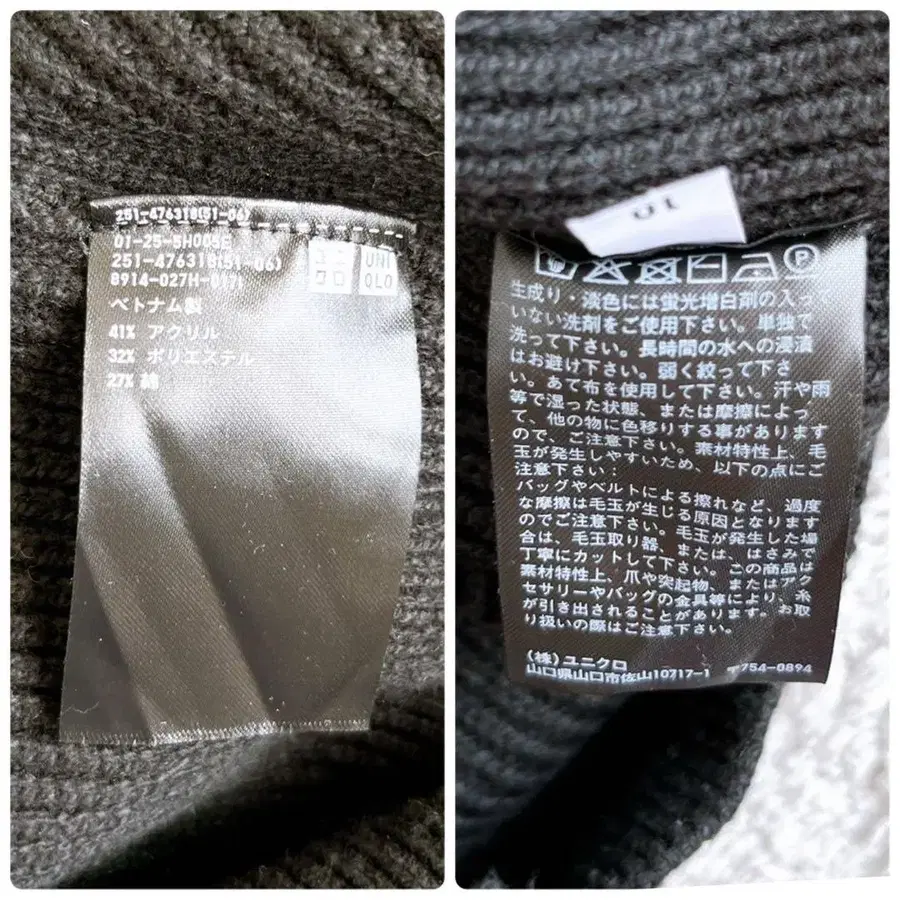 251-476318(51-06)
01-25-5H005E
251-476318(51-06)
8914-027H-017
ユニ
クロ
UNI
QLO
ベトナム製
41% アクリル
32% ポリエステル
27% 綿
01
生成り・淡色には蛍光増白剤の入って
いない洗剤をご使用下さい。単独で
洗って下さい。長時間の水への浸漬
はお避け下さい。弱く絞って下さ
い。あて布を使用して下さい。汗や雨
等で湿った状態、または摩擦によっ
て、他の物に色移りする事があります
ので、ご注意下さい。素材特性上、毛
玉が発生しやすいため、以下の点にご
注意下さい：
バッグやベルトによる擦れなど、過度
な摩擦は毛玉が生じる原因となります
のでご注意下さい。毛玉が発生した場
合は、毛玉取り器、または、はさみで
丁寧にカットして下さい。この商品は
素材特性上、爪や突起物、またはアク
セサリーやバッグの金具等により、糸
が引き出されることがあります。お取
り扱いの際はご注意下さい。
(株)ユニクロ
山口県山口市佐山10717-1 〒754-0894